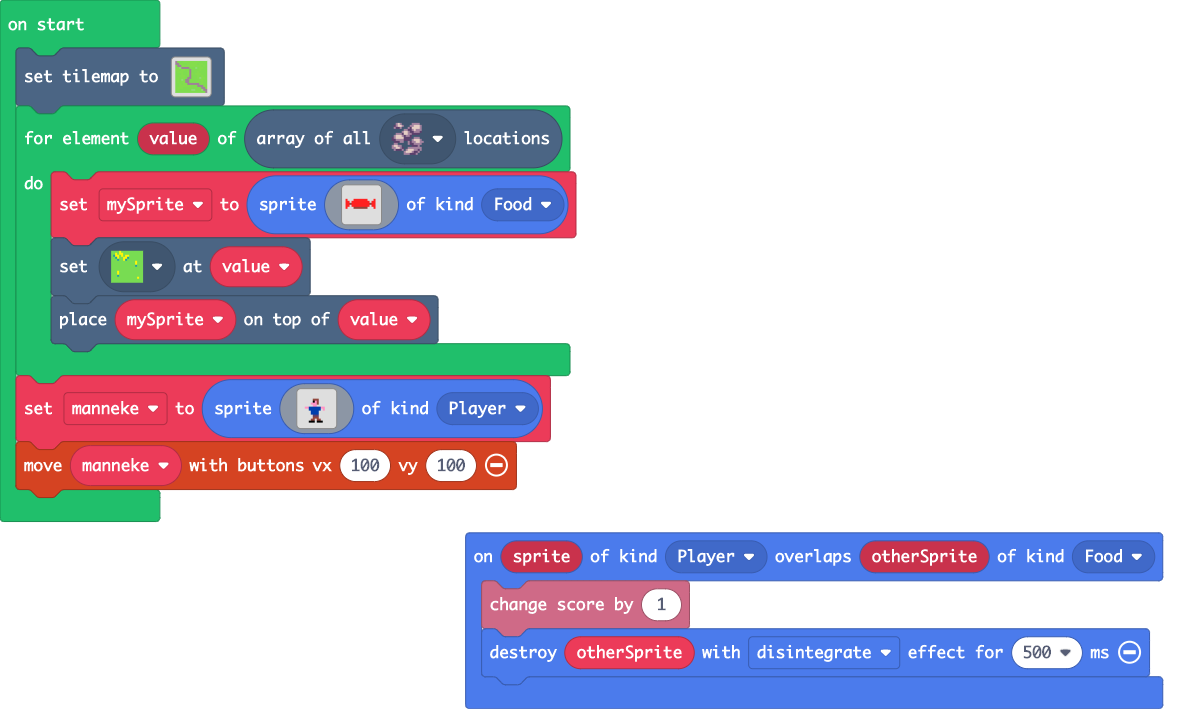 on start
set tilemap to
for element value of array of all locations
do
set mySprite to sprite of kind Food
set at value
place mySprite on top of value
set manneke to sprite of kind Player
move manneke with buttons vx 100 vy 100
on sprite of kind Player overlaps otherSprite of kind Food
change score by 1
destroy otherSprite with disintegrate effect for 500 ms